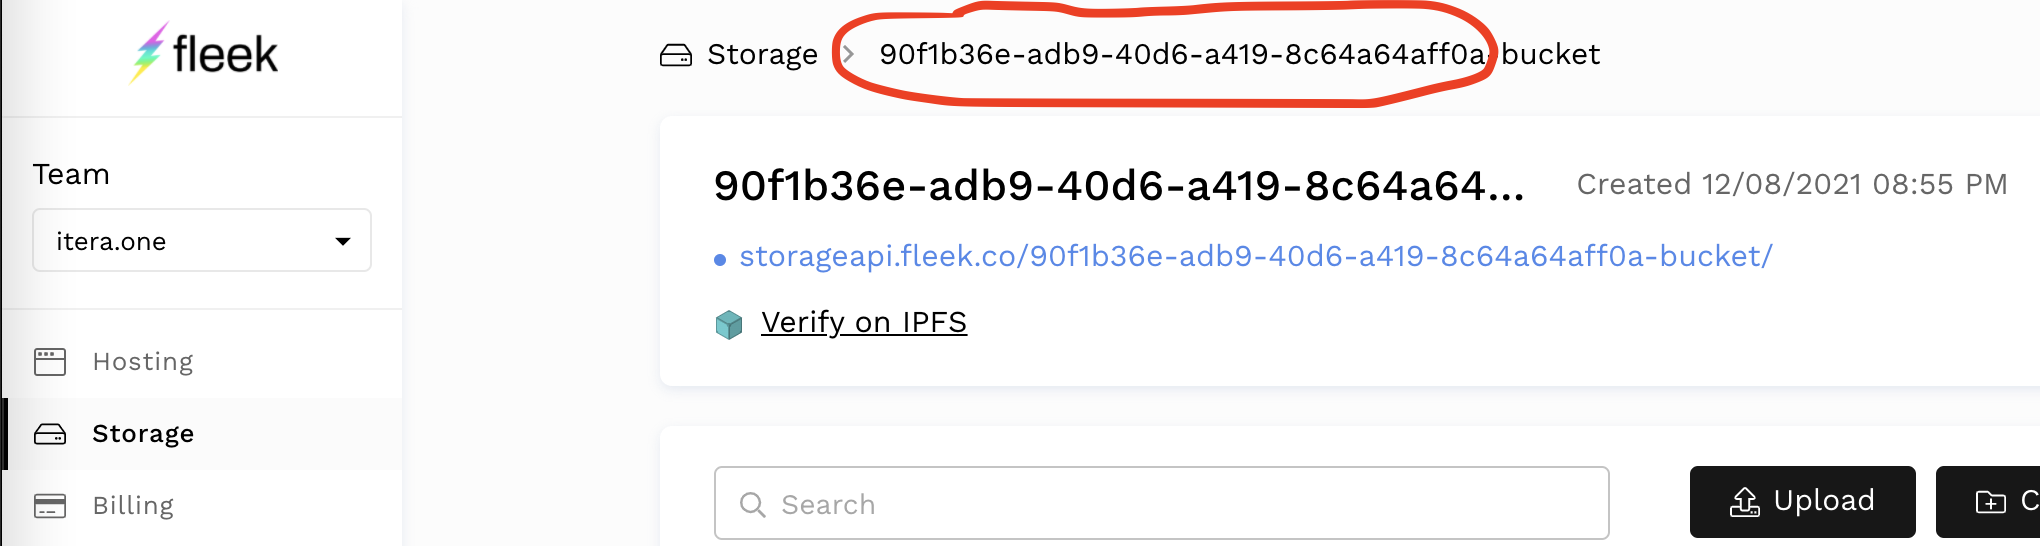 fleek
Storage > 90f1b36e-adb9-40d6-a419-8c64a64aff0a-bucket
Team
itera.one
90f1b36e-adb9-40d6-a419-8c64a64...
Created 12/08/2021 08:55 PM
storageapi.fleek.co/90f1b36e-adb9-40d6-a419-8c64a64aff0a-bucket/
Verify on IPFS
Hosting
Storage
Billing
Search
Upload